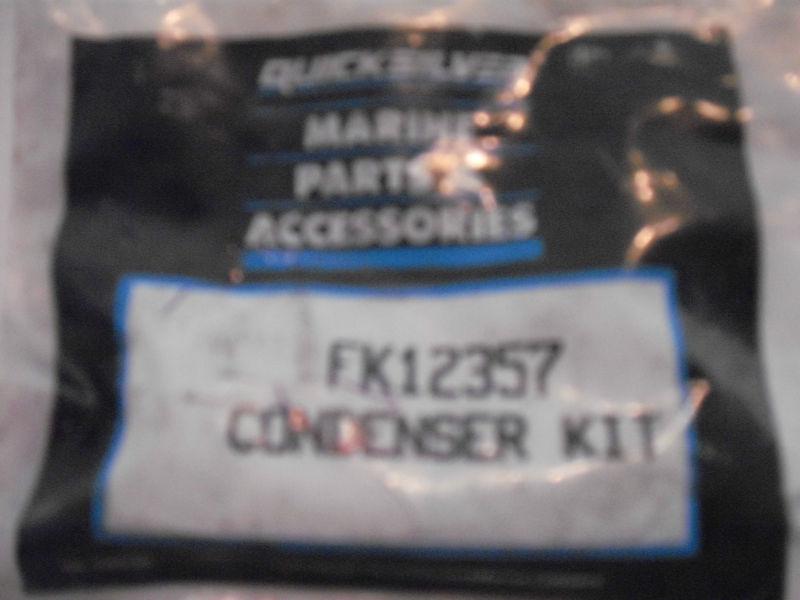 QUICKSILVER
MARINE
PARTS &
ACCESSORIES
FK12357
CONDENSER KIT